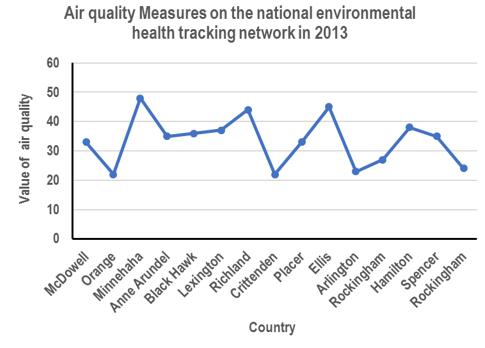 Air quality Measures on the national environmental
health tracking network in 2013
Value of air quality
60
50
40
30
20
10
0
McDowell
Orange
Minnehaha
Anne Arundel
Black Hawk
Lexington
Richland
Crittenden
Placer
Ellis
Arlington
Rockingham
Hamilton
Spencer
Rockingham
Country